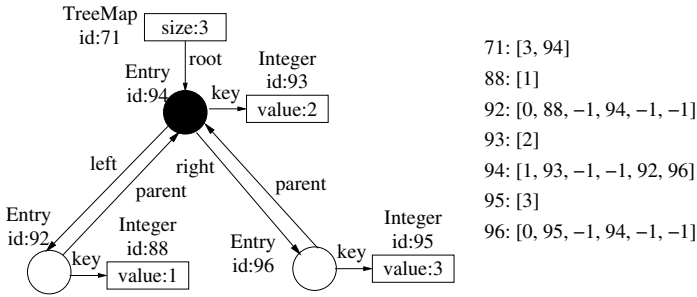 TreeMap
id:71
size:3
root
Entry
id:94
key
Integer
id:93
value:2
left
parent
right
parent
Entry
id:92
key
Integer
id:88
value:1
Entry
id:96
key
Integer
id:95
value:3
71: [3, 94]
88: [1]
92: [0, 88, −1, 94, −1, −1]
93: [2]
94: [1, 93, −1, −1, 92, 96]
95: [3]
96: [0, 95, −1, 94, −1, −1]